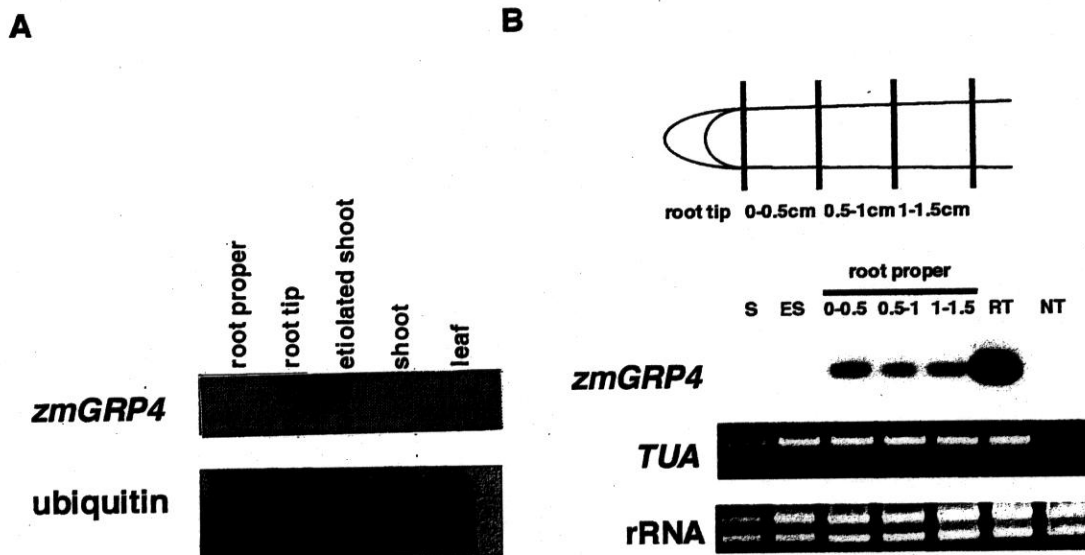 A
root proper
root tip
etiolated shoot
shoot
leaf
zmGRP4
ubiquitin
B
root tip 0-0.5cm 0.5-1cm 1-1.5cm
root proper
S ES 0-0.5 0.5-1 1-1.5 RT NT
zmGRP4
TUA
rRNA